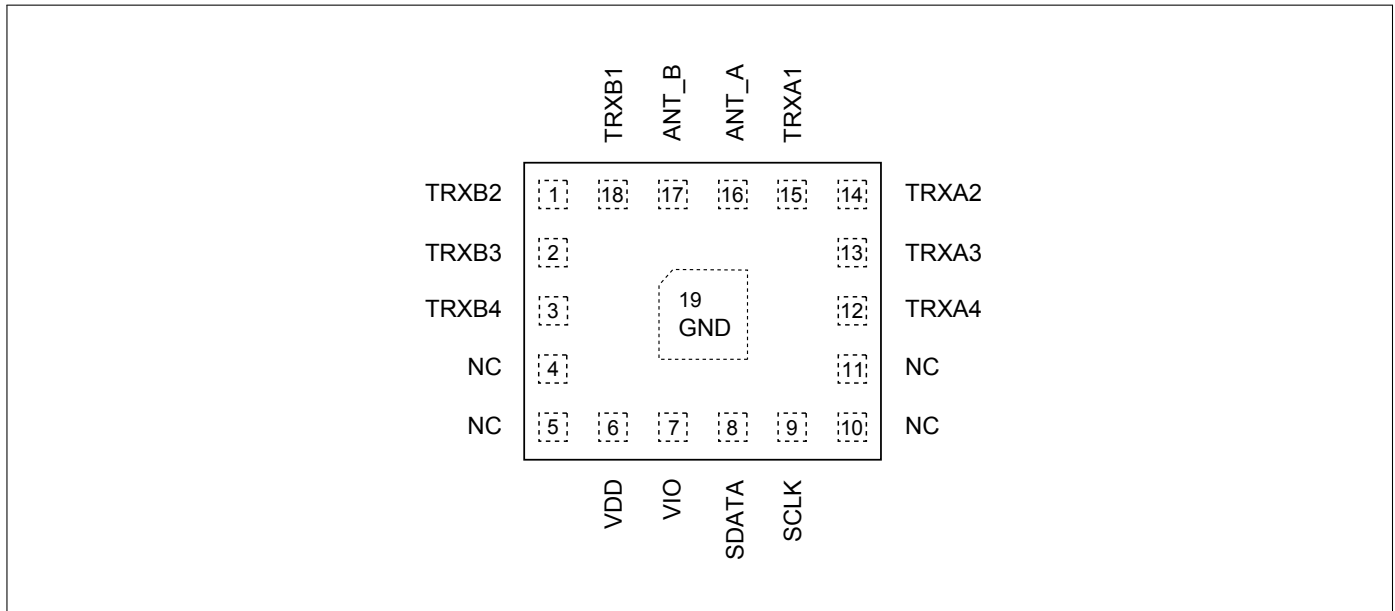 TRXB1
ANT_B
ANT_A
TRXA1
TRXB2 1 18 17 16 15 14 TRXA2
TRXB3 2 13 TRXA3
19
TRXB4 3 12 TRXA4
GND
NC 4 11 NC
NC 5 6 7 8 9 10 NC
VDD
VIO
SDATA
SCLK